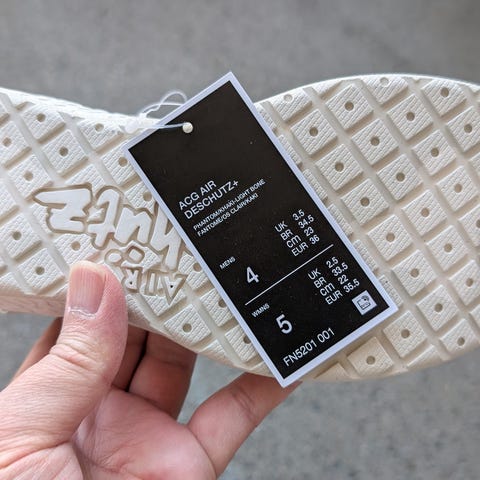 ACG AIR
DESCHUTZ+
PHANTOM/KHAKI-LIGHT BONE
FANTOME/OS CLAIR/KAKI
MENS
4
UK 3.5
BR 34.5
CM 23
EUR 36
WMNS
5
UK 2.5
BR 33.5
CM 22
EUR 35.5
FN5201 001
AIR
hutz